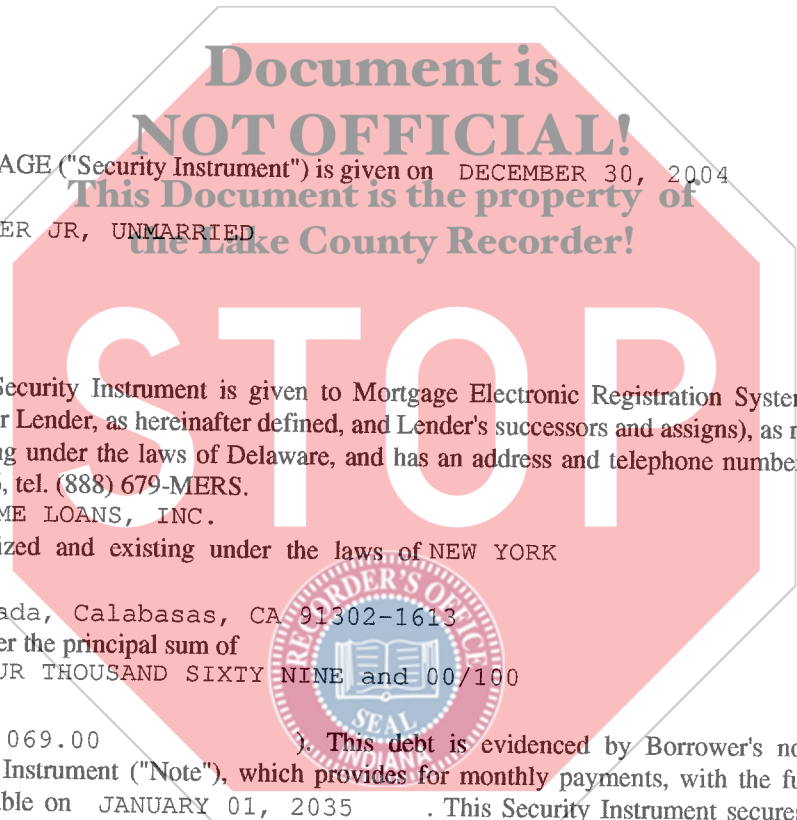 Document is
NOT OFFICIAL!
AGE ("Security Instrument") is given on DECEMBER 30, 2004
This Document is the property of
ER JR, UNMARRIED
the Lake County Recorder!
STOP
Security Instrument is given to Mortgage Electronic Registration System
r Lender, as hereinafter defined, and Lender's successors and assigns), as
ng under the laws of Delaware, and has an address and telephone number
, tel. (888) 679-MERS.
ME LOANS, INC.
ized and existing under the laws of NEW YORK
ada, Calabasas, CA 91302-1613
er the principal sum of
UR THOUSAND SIXTY NINE and 00/100
RECORDER'S OFFICE
SEAL
INDIANA
069.00 ). This debt is evidenced by Borrower's no
Instrument ("Note"), which provides for monthly payments, with the fu
ble on JANUARY 01, 2035 . This Security Instrument secures